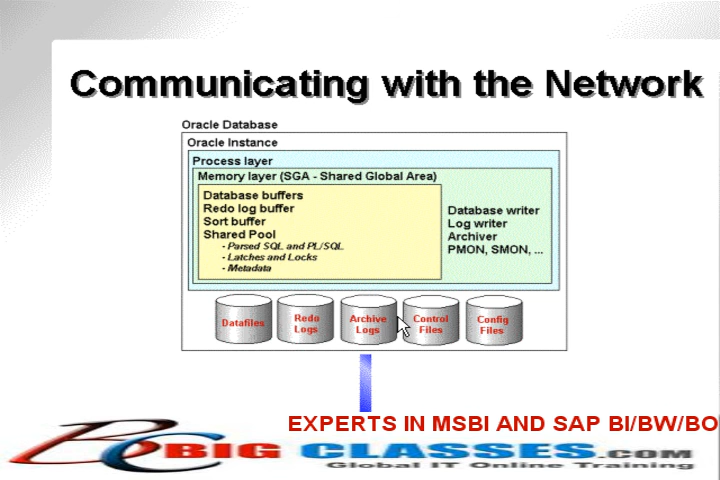 Communicating with the Network
Oracle Database
Oracle Instance
Process layer
Memory layer (SGA - Shared Global Area)
Database buffers
Redo log buffer
Sort buffer
Shared Pool
- Parsed SQL and PL/SQL
- Latches and Locks
- Metadata
Database writer
Log writer
Archiver
PMON, SMON, ...
Datafiles
Redo
Logs
Archive
Logs
Control
Files
Config
Files
EXPERTS IN MSBI AND SAP BI/BW/BO
BIG CLASSES.COM
Global IT Online Training